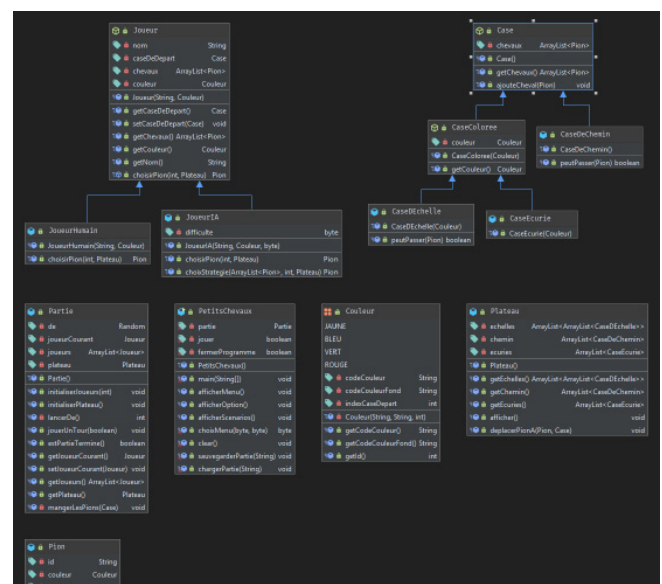 Joueur
nom String
caseDeDepart Case
chevaux ArrayList<Pion>
couleur Couleur
Joueur(String, Couleur)
getCaseDeDepart() Case
setCaseDeDepart(Case) void
getChevaux() ArrayList<Pion>
getCouleur() Couleur
getNom() String
choisirPion(int, Plateau) Pion
Case
chevaux ArrayList<Pion>
Case()
getChevaux() ArrayList<Pion>
ajouteCheval(Pion) void
CaseColoree
couleur Couleur
CaseColoree(Couleur)
getCouleur() Couleur
CaseDeChemin
CaseDeChemin()
peutPasser(Pion) boolean
JoueurHumain
JoueurHumain(String, Couleur)
choisirPion(int, Plateau) Pion
JoueurIA
difficulte byte
JoueurIA(String, Couleur, byte)
choisirPion(int, Plateau) Pion
choixStrategie(ArrayList<Pion>, int, Plateau) Pion
CaseDEchelle
CaseDEchelle(Couleur)
peutPasser(Pion) boolean
CaseEcurie
CaseEcurie(Couleur)
Partie
de Random
joueurCourant Joueur
joueurs ArrayList<Joueur>
plateau Plateau
Partie()
initialiserJoueurs(int) void
initialiserPlateau() void
lancerDe() int
jouerUnTour(boolean) void
estPartieTermine() boolean
getJoueurCourant() Joueur
setJoueurCourant(Joueur) void
getJoueurs() ArrayList<Joueur>
getPlateau() Plateau
mangerLesPions(Case) void
PetitsChevaux
partie Partie
jouer boolean
fermerProgramme boolean
PetitsChevaux()
main(String[]) void
afficherMenu() void
afficherOption() void
afficherScenarios() void
choixMenu(byte, byte) byte
clear() void
sauvegarderPartie(String) void
chargerPartie(String) void
Couleur
JAUNE
BLEU
VERT
ROUGE
codeCouleur String
codeCouleurFond String
indexCaseDepart int
Couleur(String, String, int)
getCodeCouleur() String
getCodeCouleurFond() String
getId() int
Plateau
echelles ArrayList<ArrayList<CaseDEchelle>>
chemin ArrayList<CaseDeChemin>
ecuries ArrayList<CaseEcurie>
Plateau()
getEchelles() ArrayList<ArrayList<CaseDEchelle>>
getChemin() ArrayList<CaseDeChemin>
getEcuries() ArrayList<CaseEcurie>
afficher() void
deplacerPionA(Pion, Case) void
Pion
id String
couleur Couleur